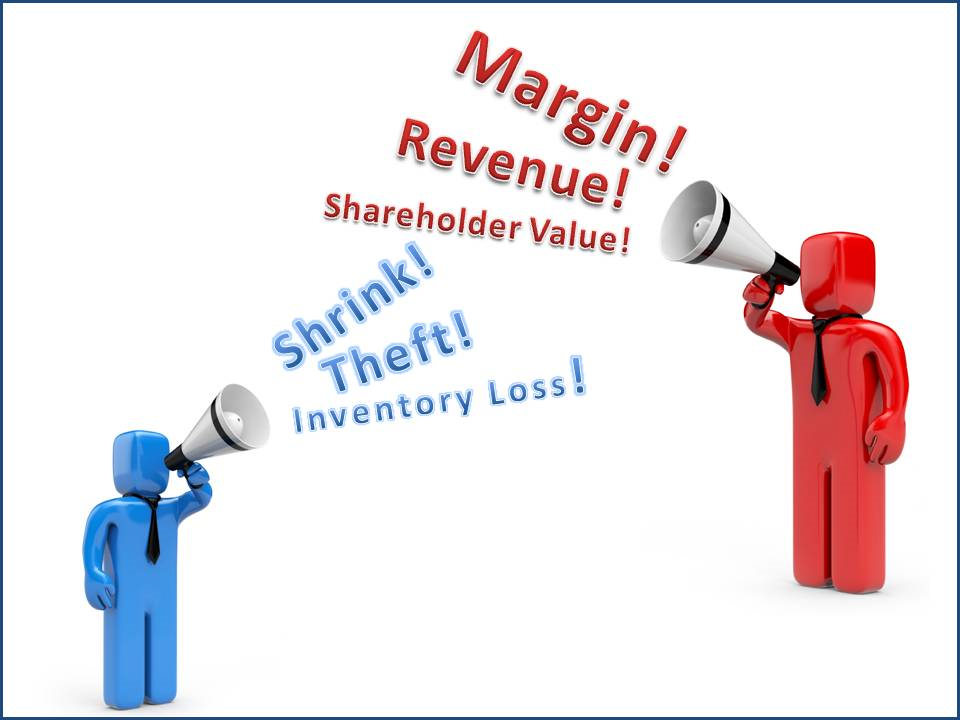 Margin!
Revenue!
Shareholder Value!
Shrink!
Theft!
Inventory Loss!